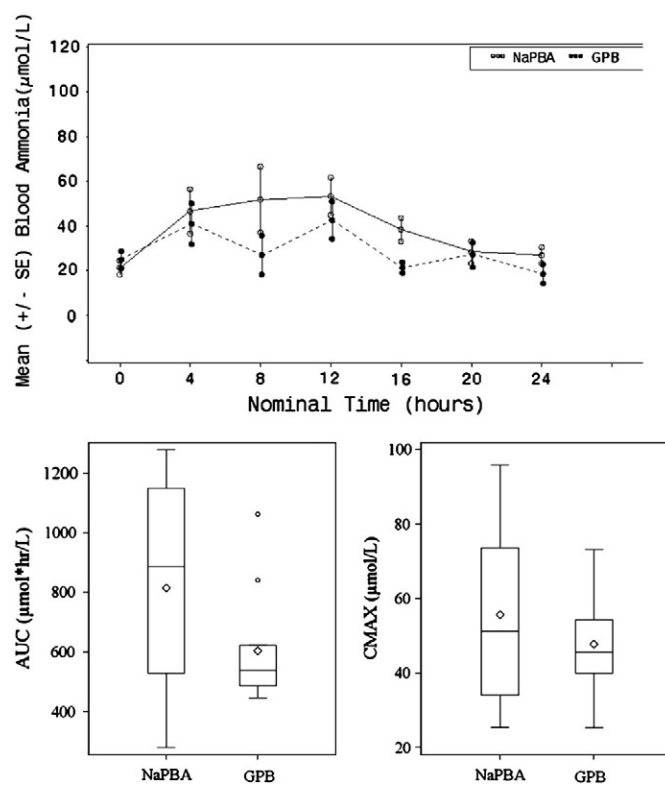 Mean (+/- SE) Blood Ammonia(μmol/L)
120
100
80
60
40
20
0
NaPBA GPB
0 4 8 12 16 20 24
Nominal Time (hours)
AUC (μmol*hr/L)
1200
1000
800
600
400
NaPBA GPB
CMAX (μmol/L)
100
80
60
40
20
NaPBA GPB